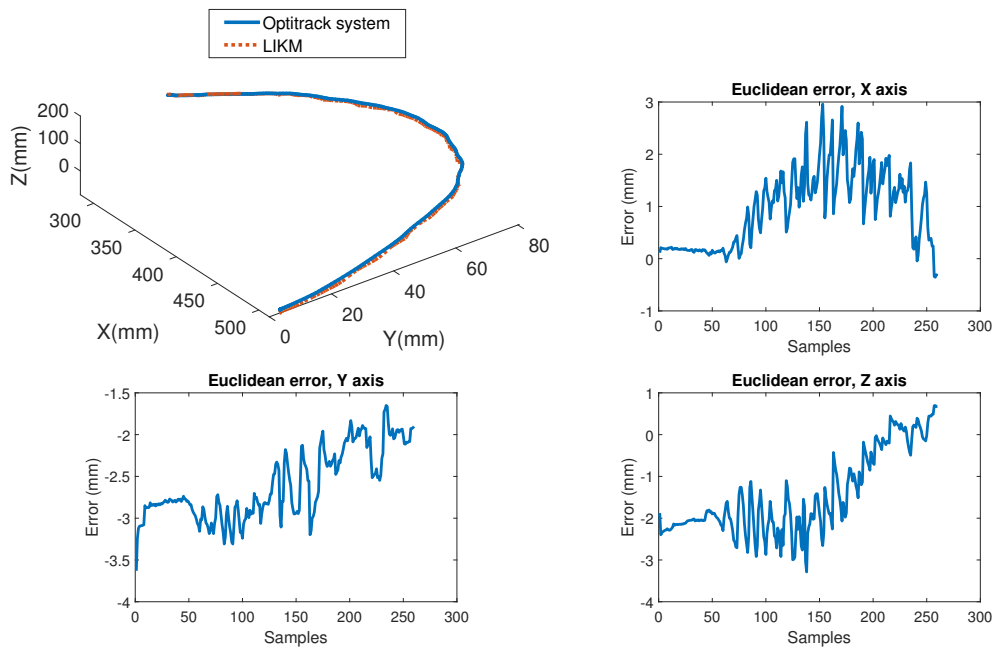 Optitrack system
LIKM
200
100
0
Z(mm)
300
350
400
450
500
X(mm)
0
20
40
60
80
Y(mm)
Euclidean error, X axis
3
2
1
0
-1
Error (mm)
0 50 100 150 200 250 300
Samples
Euclidean error, Y axis
-1.5
-2
-2.5
-3
-3.5
-4
Error (mm)
0 50 100 150 200 250 300
Samples
Euclidean error, Z axis
1
0
-1
-2
-3
-4
Error (mm)
0 50 100 150 200 250 300
Samples